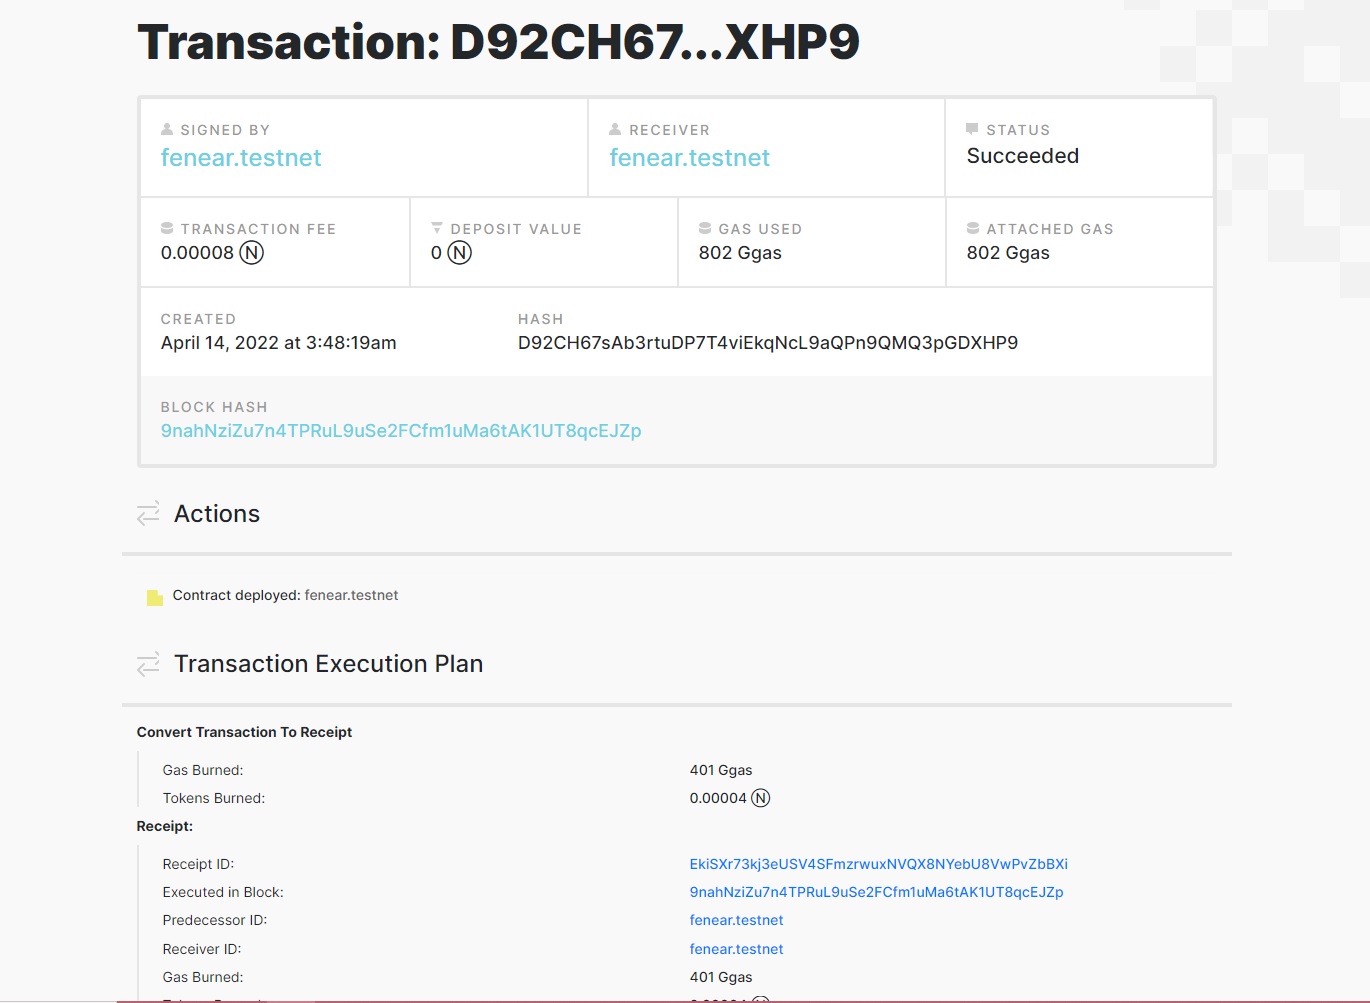 Transaction: D92CH67...XHP9
SIGNED BY
fenear.testnet
RECEIVER
fenear.testnet
STATUS
Succeeded
TRANSACTION FEE
0.00008 Ⓝ
DEPOSIT VALUE
0 Ⓝ
GAS USED
802 Ggas
ATTACHED GAS
802 Ggas
CREATED
April 14, 2022 at 3:48:19am
HASH
D92CH67sAb3rtuDP7T4viEkqNcL9aQPn9QMQ3pGDXHP9
BLOCK HASH
9nahNziZu7n4TPRuL9uSe2FCfm1uMa6tAK1UT8qcEJZp
Actions
Contract deployed: fenear.testnet
Transaction Execution Plan
Convert Transaction To Receipt
Gas Burned: 401 Ggas
Tokens Burned: 0.00004 Ⓝ
Receipt:
Receipt ID: EkiSXr73kj3eUSV4SFmzrwuxNVQX8NYebU8VwPvZbBXi
Executed in Block: 9nahNziZu7n4TPRuL9uSe2FCfm1uMa6tAK1UT8qcEJZp
Predecessor ID: fenear.testnet
Receiver ID: fenear.testnet
Gas Burned: 401 Ggas